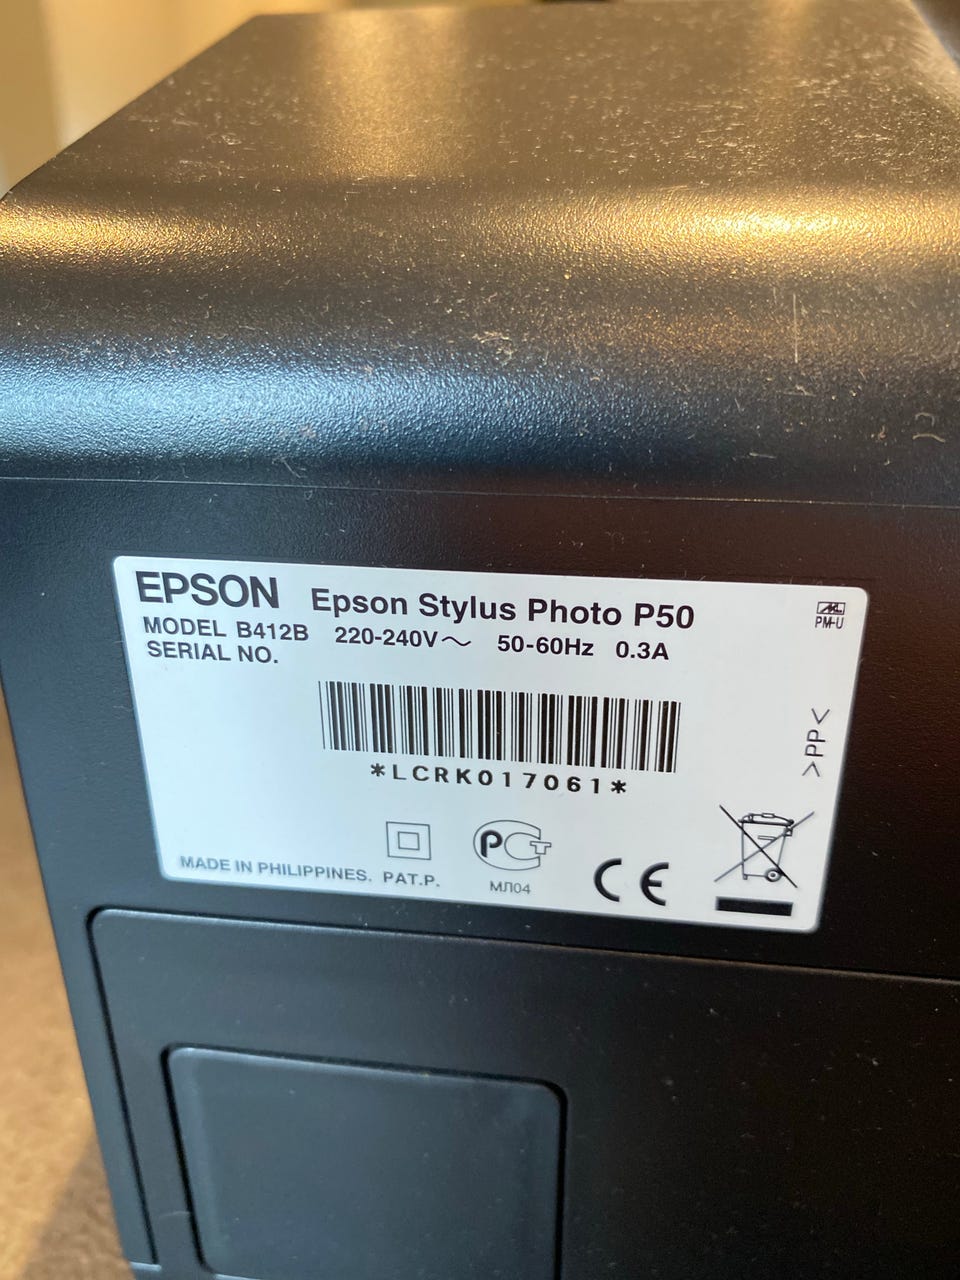 EPSON Epson Stylus Photo P50
MODEL B412B 220-240V～ 50-60Hz 0.3A
SERIAL NO.
PM-U
*LCRK017061*
>PP<
MADE IN PHILIPPINES. PAT.P.
PCT
МЛ04
CE